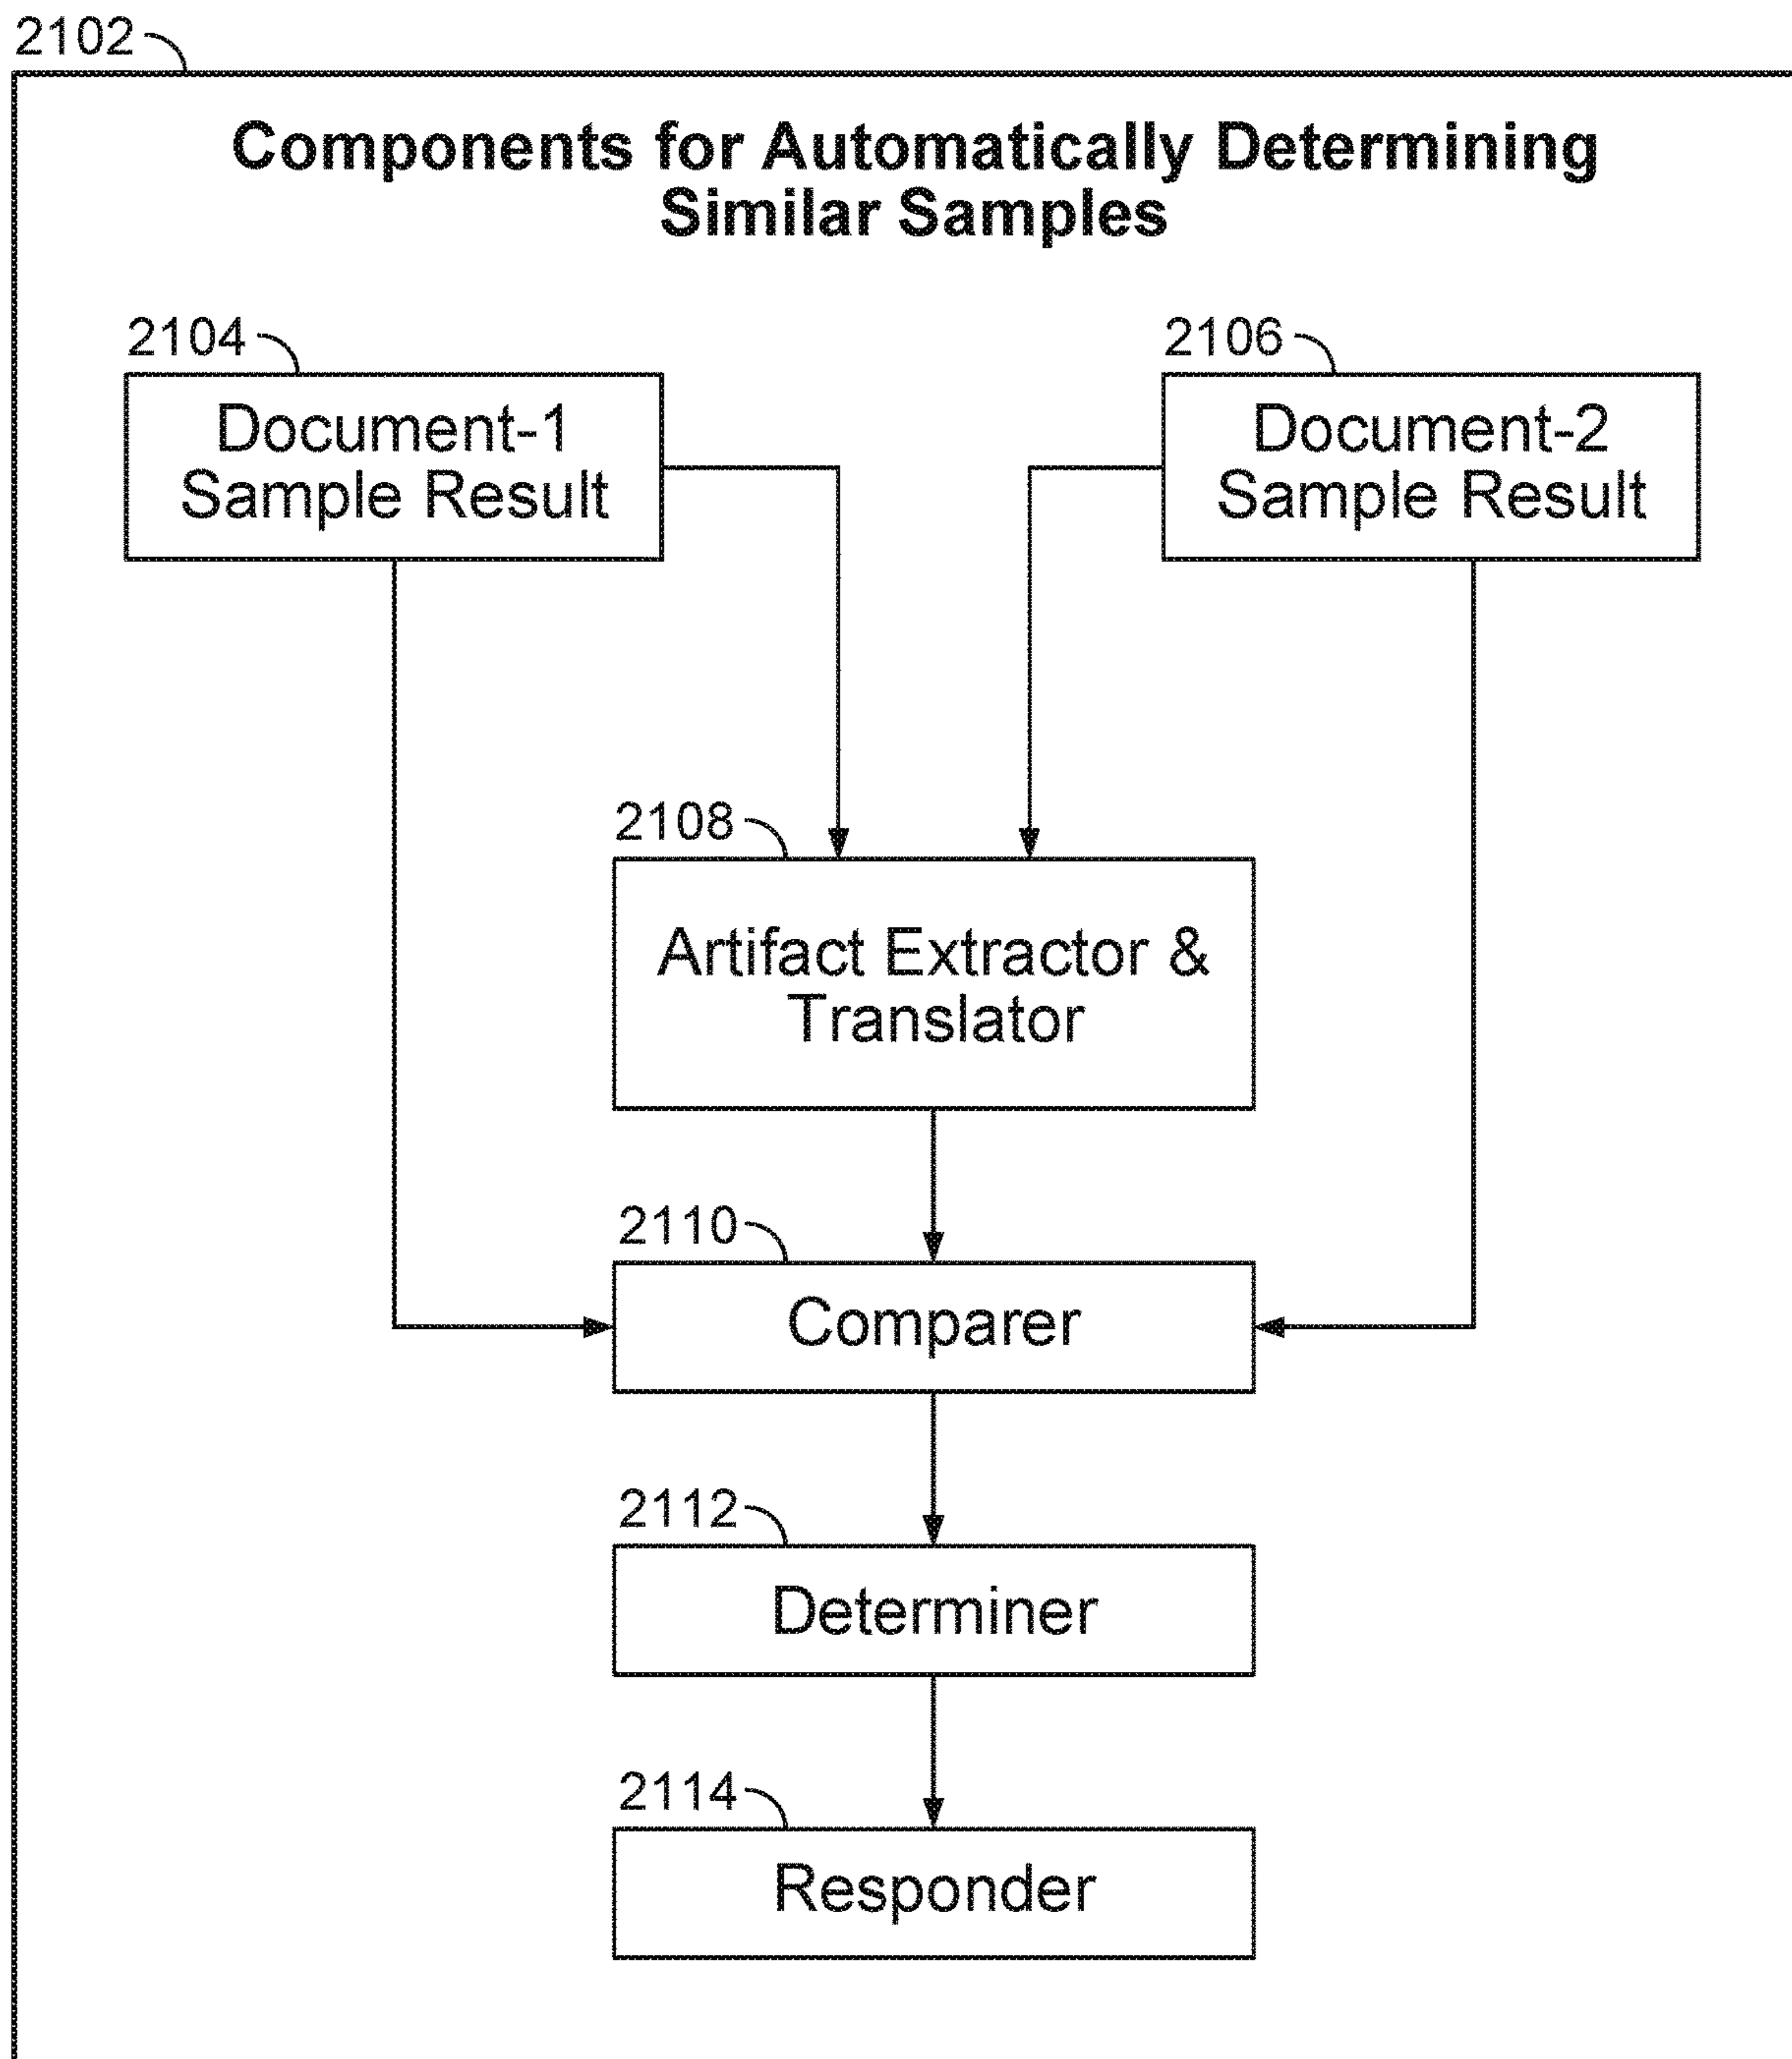 2102
Components for Automatically Determining
Similar Samples
2104
Document-1
Sample Result
2106
Document-2
Sample Result
2108
Artifact Extractor &
Translator
2110
Comparer
2112
Determiner
2114
Responder